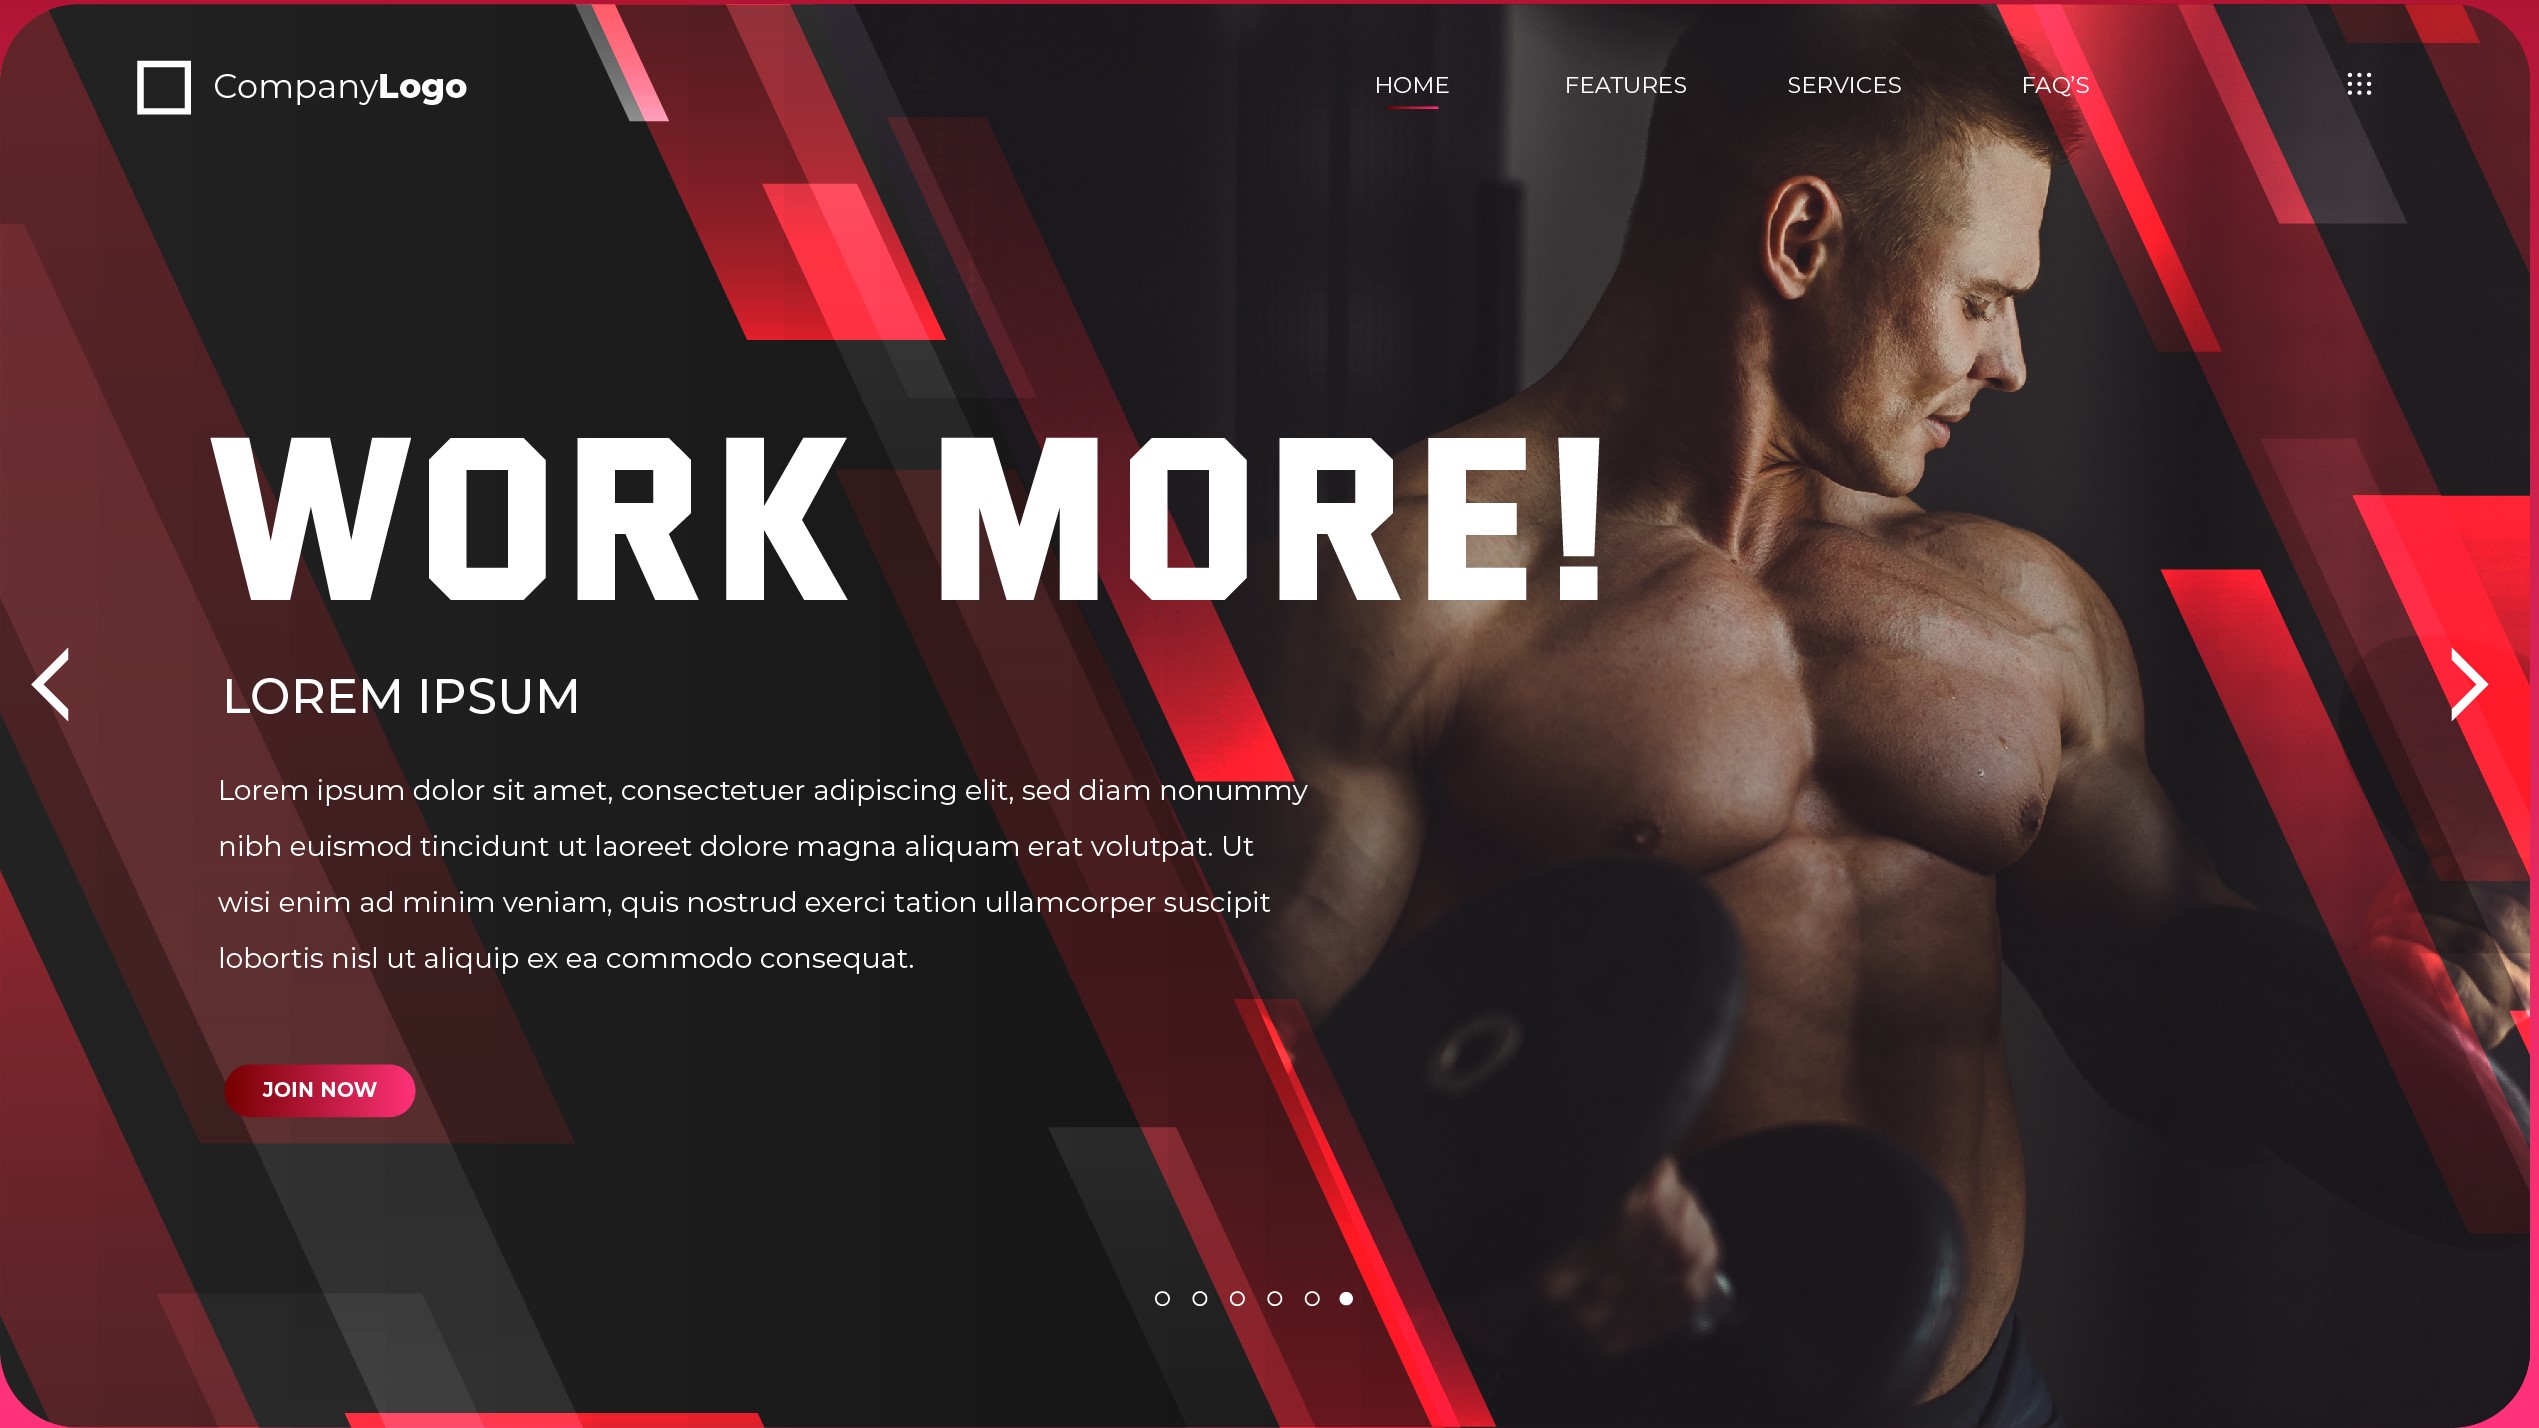 CompanyLogo
HOME FEATURES SERVICES FAQ'S
WORK MORE!
LOREM IPSUM
Lorem ipsum dolor sit amet, consectetuer adipiscing elit, sed diam nonummy
nibh euismod tincidunt ut laoreet dolore magna aliquam erat volutpat. Ut
wisi enim ad minim veniam, quis nostrud exerci tation ullamcorper suscipit
lobortis nisl ut aliquip ex ea commodo consequat.
JOIN NOW